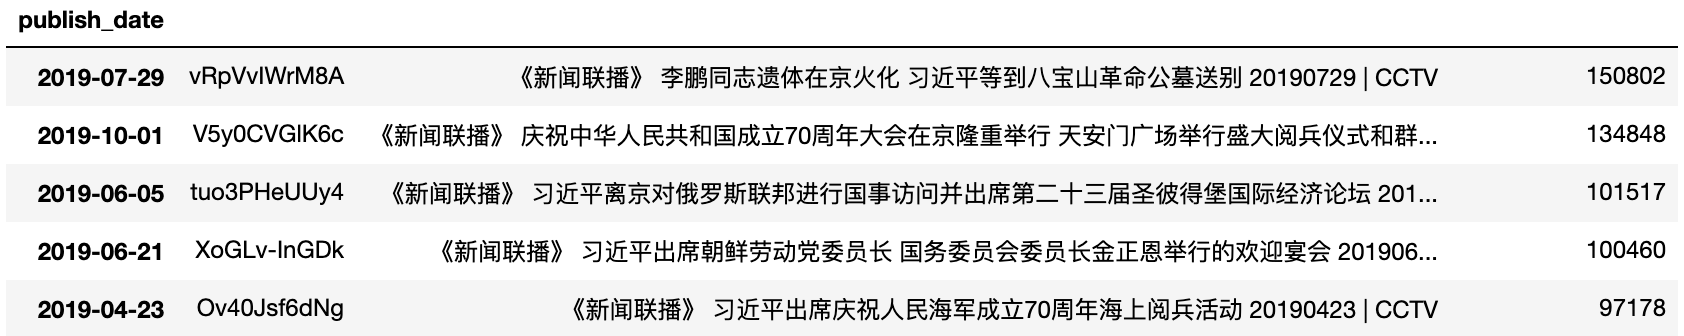 publish_date
2019-07-29 vRpVvIWrM8A 《新闻联播》 李鹏同志遗体在京火化 习近平等到八宝山革命公墓送别 20190729 | CCTV 150802
2019-10-01 V5y0CVGlK6c 《新闻联播》 庆祝中华人民共和国成立70周年大会在京隆重举行 天安门广场举行盛大阅兵仪式和群... 134848
2019-06-05 tuo3PHeUUy4 《新闻联播》 习近平离京对俄罗斯联邦进行国事访问并出席第二十三届圣彼得堡国际经济论坛 201... 101517
2019-06-21 XoGLv-InGDk 《新闻联播》 习近平出席朝鲜劳动党委员长 国务委员会委员长金正恩举行的欢迎宴会 201906... 100460
2019-04-23 Ov40Jsf6dNg 《新闻联播》 习近平出席庆祝人民海军成立70周年海上阅兵活动 20190423 | CCTV 97178